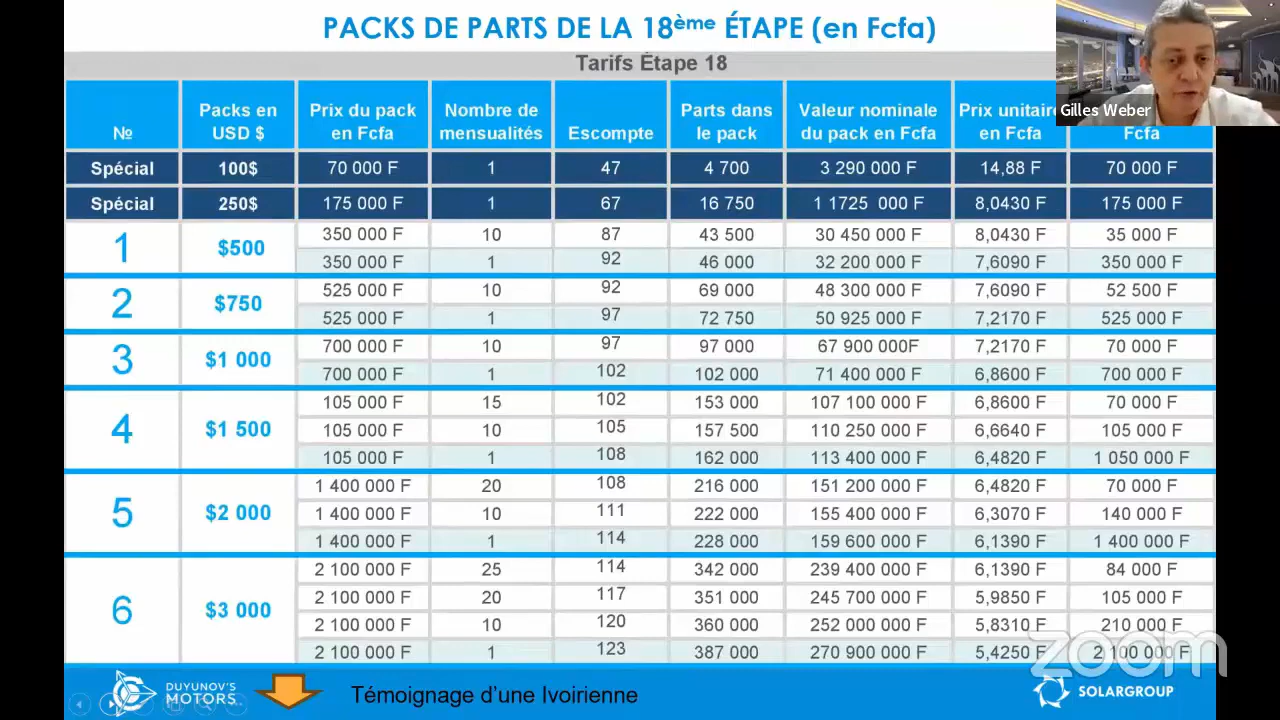 PACKS DE PARTS DE LA 18ème ÉTAPE (en Fcfa)
Gilles Weber
Tarifs Étape 18
№ Packs en USD $ Prix du pack en Fcfa Nombre de mensualités Escompte Parts dans le pack Valeur nominale du pack en Fcfa Prix unitaire en Fcfa Fcfa
Spécial 100$ 70 000 F 1 47 4 700 3 290 000 F 14,88 F 70 000 F
Spécial 250$ 175 000 F 1 67 16 750 1 1725 000 F 8,0430 F 175 000 F
1 $500
350 000 F 10 87 43 500 30 450 000 F 8,0430 F 35 000 F
350 000 F 1 92 46 000 32 200 000 F 7,6090 F 350 000 F
2 $750
525 000 F 10 92 69 000 48 300 000 F 7,6090 F 52 500 F
525 000 F 1 97 72 750 50 925 000 F 7,2170 F 525 000 F
3 $1 000
700 000 F 10 97 97 000 67 900 000F 7,2170 F 70 000 F
700 000 F 1 102 102 000 71 400 000 F 6,8600 F 700 000 F
4 $1 500
105 000 F 15 102 153 000 107 100 000 F 6,8600 F 70 000 F
105 000 F 10 105 157 500 110 250 000 F 6,6640 F 105 000 F
105 000 F 1 108 162 000 113 400 000 F 6,4820 F 1 050 000 F
5 $2 000
1 400 000 F 20 108 216 000 151 200 000 F 6,4820 F 70 000 F
1 400 000 F 10 111 222 000 155 400 000 F 6,3070 F 140 000 F
1 400 000 F 1 114 228 000 159 600 000 F 6,1390 F 1 400 000 F
6 $3 000
2 100 000 F 25 114 342 000 239 400 000 F 6,1390 F 84 000 F
2 100 000 F 20 117 351 000 245 700 000 F 5,9850 F 105 000 F
2 100 000 F 10 120 360 000 252 000 000 F 5,8310 F 210 000 F
2 100 000 F 1 123 387 000 270 900 000 F 5,4250 F 2 100 000 F
zoom
DUYUNOV'S MOTORS
Témoignage d'une Ivoirienne
SOLARGROUP